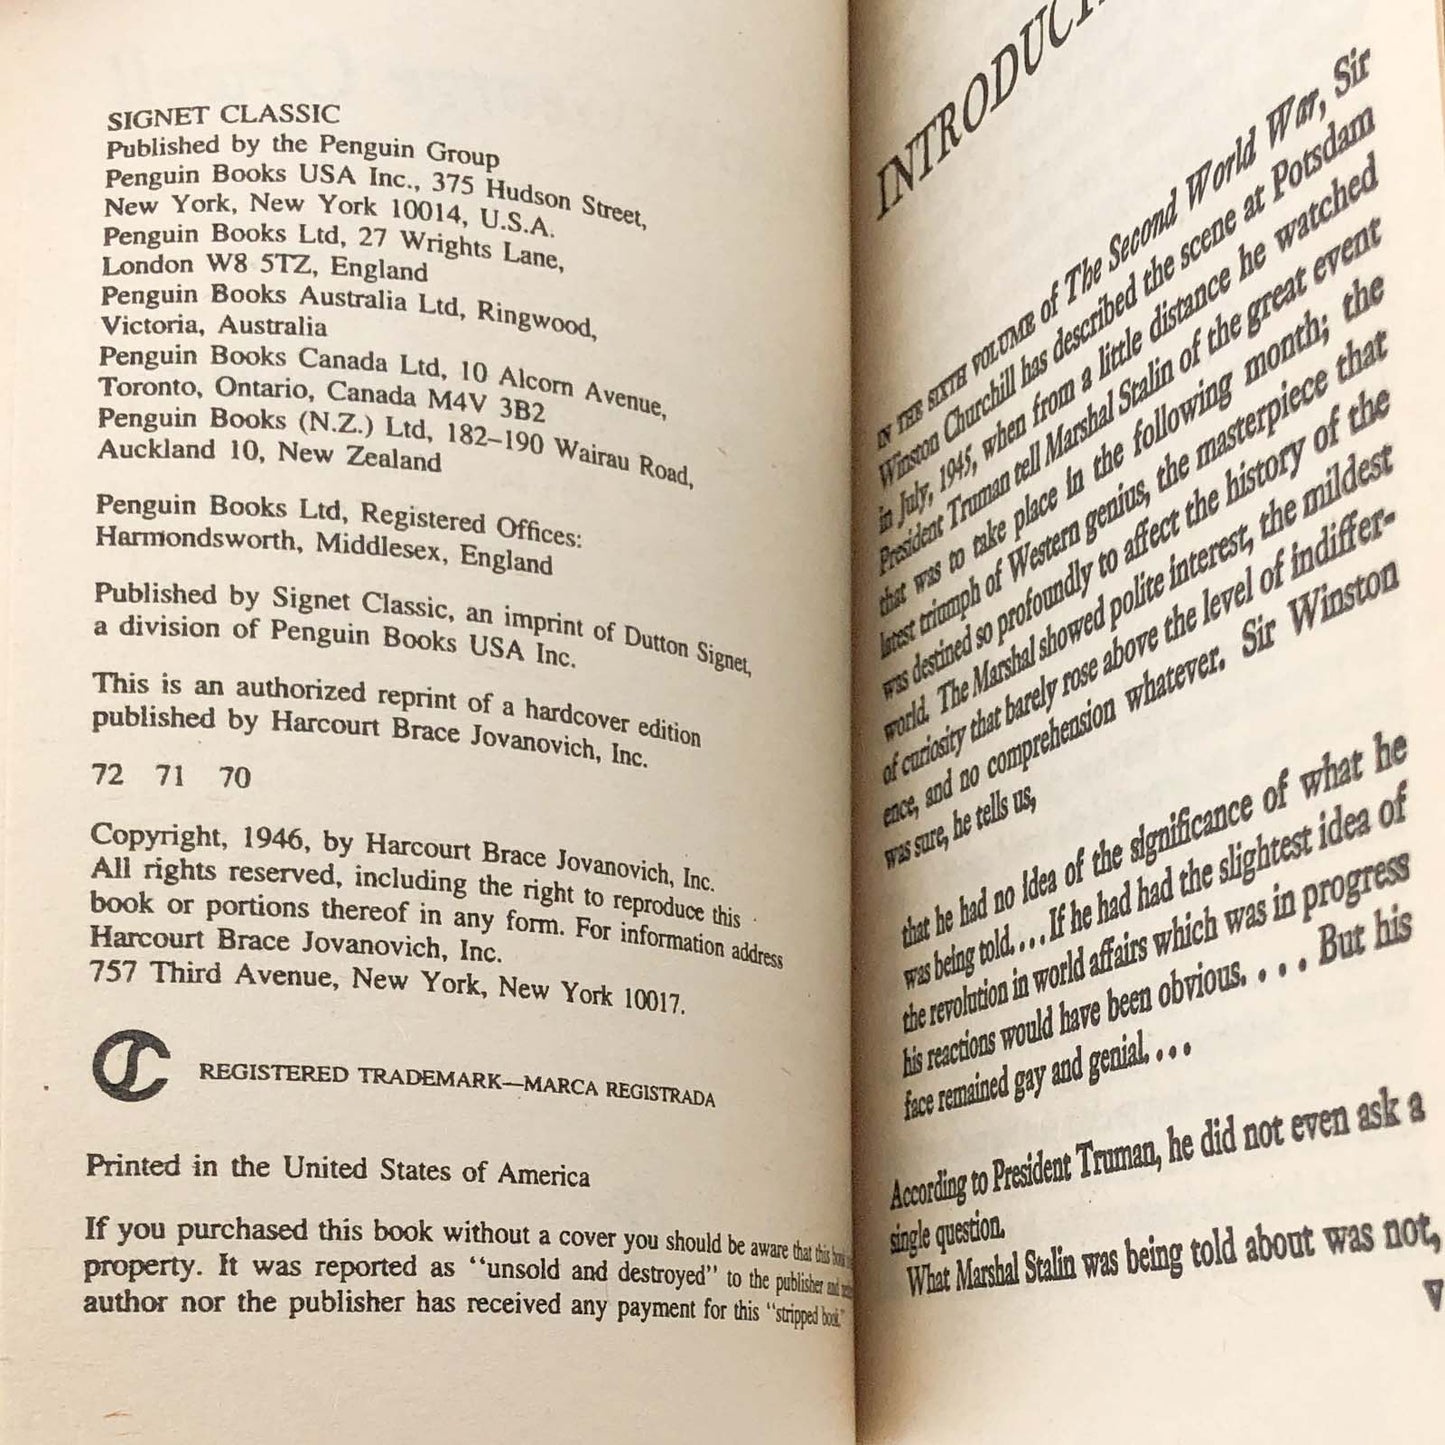 SIGNET CLASSIC
Published by the Penguin Group
Penguin Books USA Inc., 375 Hudson Street,
New York, New York 10014, U.S.A.
Penguin Books Ltd, 27 Wrights Lane,
London W8 5TZ, England
Penguin Books Australia Ltd, Ringwood,
Victoria, Australia
Penguin Books Canada Ltd, 10 Alcorn Avenue,
Toronto, Ontario, Canada M4V 3B2
Penguin Books (N.Z.) Ltd, 182–190 Wairau Road,
Auckland 10, New Zealand
Penguin Books Ltd, Registered Offices:
Harmondsworth, Middlesex, England
Published by Signet Classic, an imprint of Dutton Signet,
a division of Penguin Books USA Inc.
This is an authorized reprint of a hardcover edition
published by Harcourt Brace Jovanovich, Inc.
72 71 70
Copyright, 1946, by Harcourt Brace Jovanovich, Inc.
All rights reserved, including the right to reproduce this
book or portions thereof in any form. For information address
Harcourt Brace Jovanovich, Inc.
757 Third Avenue, New York, New York 10017.
REGISTERED TRADEMARK—MARCA REGISTRADA
Printed in the United States of America
If you purchased this book without a cover you should be aware that this book
property. It was reported as "unsold and destroyed" to the publisher and
author nor the publisher has received any payment for this "stripped book."
IN THE SIXTH VOLUME of The Second World War, Sir
Winston Churchill has described the scene at Potsdam
in July, 1945, when from a little distance he watched
President Truman tell Marshal Stalin of the great event
that was to take place in the following month; the
latest triumph of Western genius, the masterpiece that
was destined so profoundly to affect the history of the
world. The Marshal showed polite interest, the mildest
of curiosity that barely rose above the level of indiffer-
ence, and no comprehension whatever. Sir Winston
was sure, he tells us,
that he had no idea of the significance of what he
was being told. . . . If he had had the slightest idea of
the revolution in world affairs which was in progress
his reactions would have been obvious. . . . But his
face remained gay and genial. . . .
According to President Truman, he did not even ask a
single question.
What Marshal Stalin was being told about was not,
v